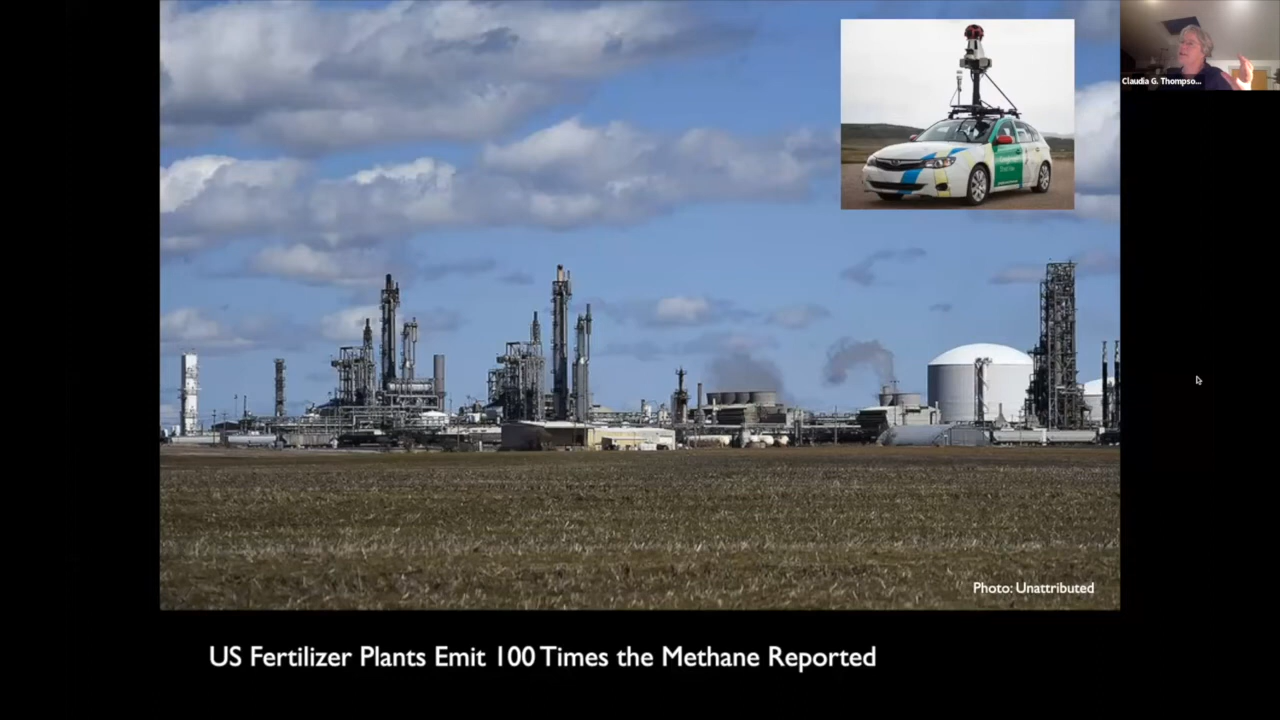 Claudia G. Thompso...
Photo: Unattributed
US Fertilizer Plants Emit 100 Times the Methane Reported